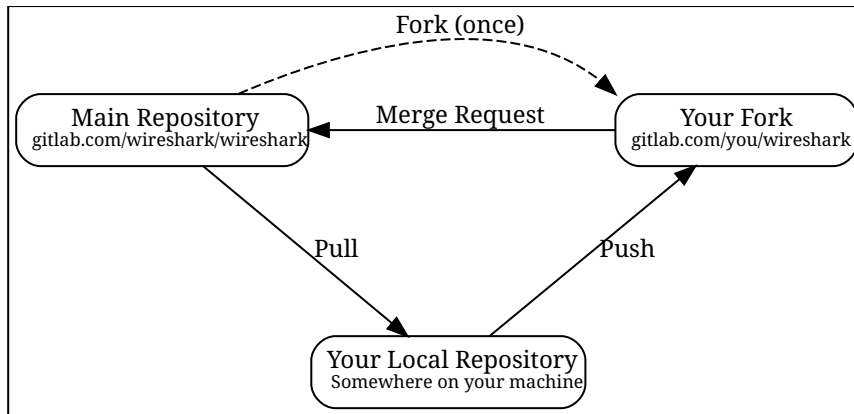 Fork (once)
Main Repository
gitlab.com/wireshark/wireshark
Merge Request
Your Fork
gitlab.com/you/wireshark
Pull
Push
Your Local Repository
Somewhere on your machine